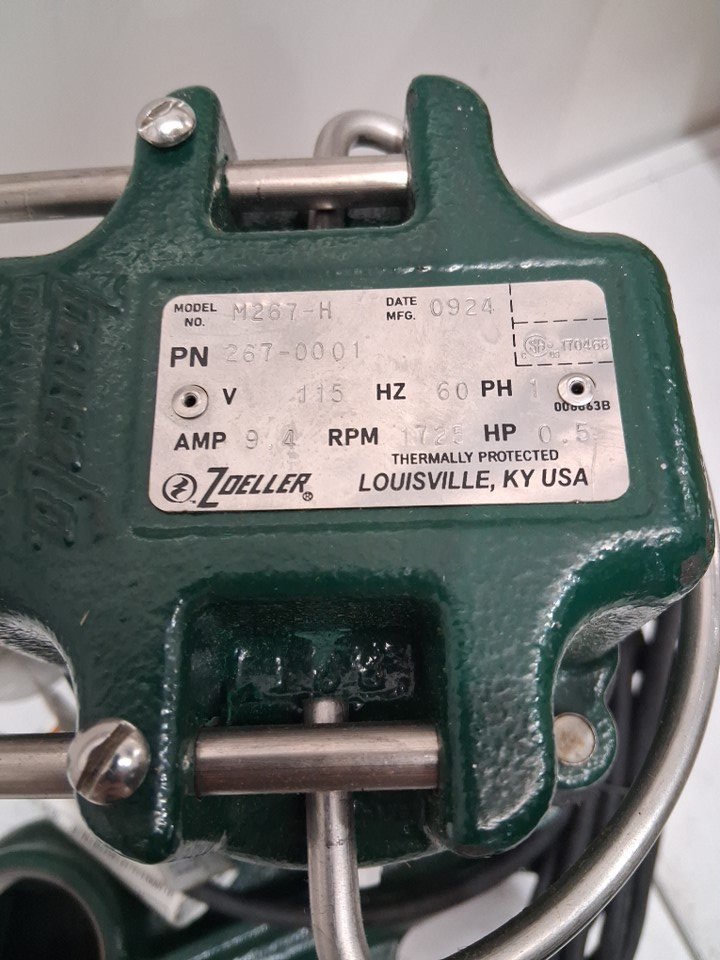 MODEL NO. M267-H DATE MFG. 0924
PN 267-0001
170468
V 115 HZ 60 PH 1
006663B
AMP 9.4 RPM 1725 HP 0.5
THERMALLY PROTECTED
ZOELLER ® LOUISVILLE, KY USA